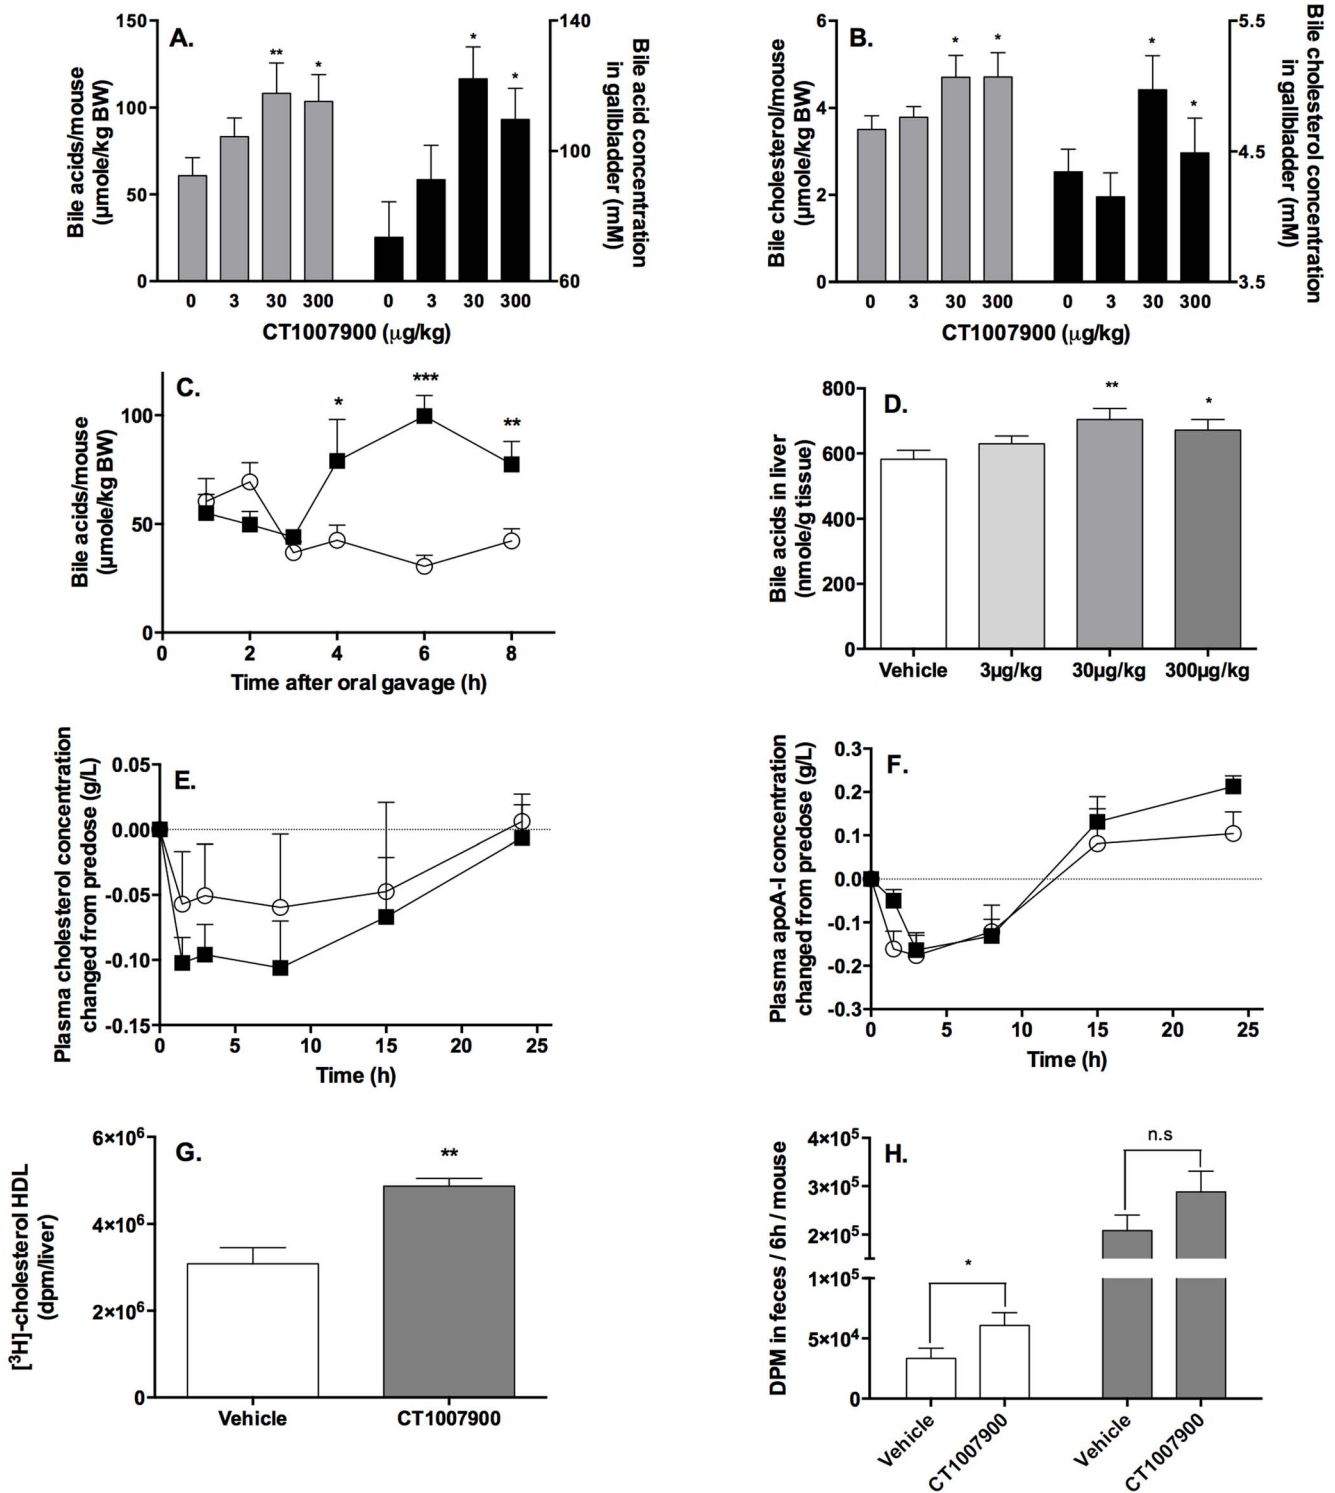 A.
Bile acids/mouse
(µmole/kg BW)
150
100
50
0
** * * *
140
100
60
Bile acid concentration
in gallbladder (mM)
0 3 30 300 0 3 30 300
CT1007900 (µg/kg)
B.
Bile cholesterol/mouse
(µmole/kg BW)
6
4
2
0
* * * *
5.5
4.5
3.5
Bile cholesterol concentration
in gallbladder (mM)
0 3 30 300 0 3 30 300
CT1007900 (µg/kg)
C.
Bile acids/mouse
(µmole/kg BW)
100
50
0
* *** **
0 2 4 6 8
Time after oral gavage (h)
D.
Bile acids in liver
(nmole/g tissue)
800
600
400
200
0
** *
Vehicle 3µg/kg 30µg/kg 300µg/kg
E.
Plasma cholesterol concentration
changed from predose (g/L)
0.05
0.00
-0.05
-0.10
-0.15
0 5 10 15 20 25
Time (h)
F.
Plasma apoA-I concentration
changed from predose (g/L)
0.3
0.2
0.1
0.0
-0.1
-0.2
-0.3
0 5 10 15 20 25
Time (h)
G.
[³H]-cholesterol HDL
(dpm/liver)
6×10⁶
4×10⁶
2×10⁶
0
**
Vehicle CT1007900
H.
DPM in feces / 6h / mouse
4×10⁵
3×10⁵
2×10⁵
1×10⁵
5×10⁴
0
* n.s
Vehicle CT1007900 Vehicle CT1007900